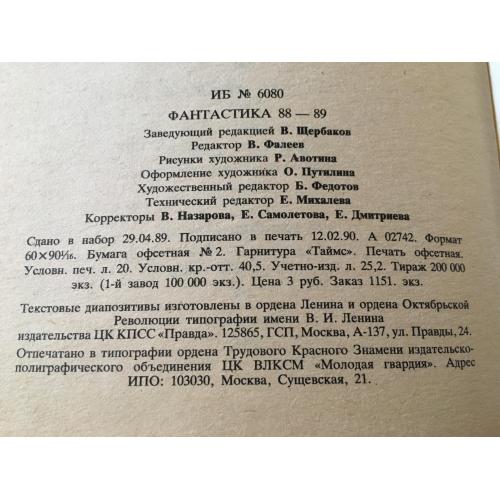 ИБ № 6080
ФАНТАСТИКА 88 — 89
Заведующий редакцией В. Щербаков
Редактор В. Фалеев
Рисунки художника Р. Авотина
Оформление художника О. Путилина
Художественный редактор Б. Федотов
Технический редактор Е. Михалева
Корректоры В. Назарова, Е. Самолетова, Е. Дмитриева
Сдано в набор 29.04.89. Подписано в печать 12.02.90. А 02742. Формат
60×90¹⁄₁₆. Бумага офсетная №2. Гарнитура «Таймс». Печать офсетная.
Условн. печ. л. 20. Условн. кр.-отт. 40,5. Учетно-изд. л. 25,2. Тираж 200 000
экз. (1-й завод 100 000 экз.). Цена 3 руб. Заказ 1151. экз.
Текстовые диапозитивы изготовлены в ордена Ленина и ордена Октябрьской
Революции типографии имени В. И. Ленина
издательства ЦК КПСС «Правда». 125865, ГСП, Москва, А-137, ул. Правды, 24.
Отпечатано в типографии ордена Трудового Красного Знамени издательско-
полиграфического объединения ЦК ВЛКСМ «Молодая гвардия». Адрес
ИПО: 103030, Москва, Сущевская, 21.